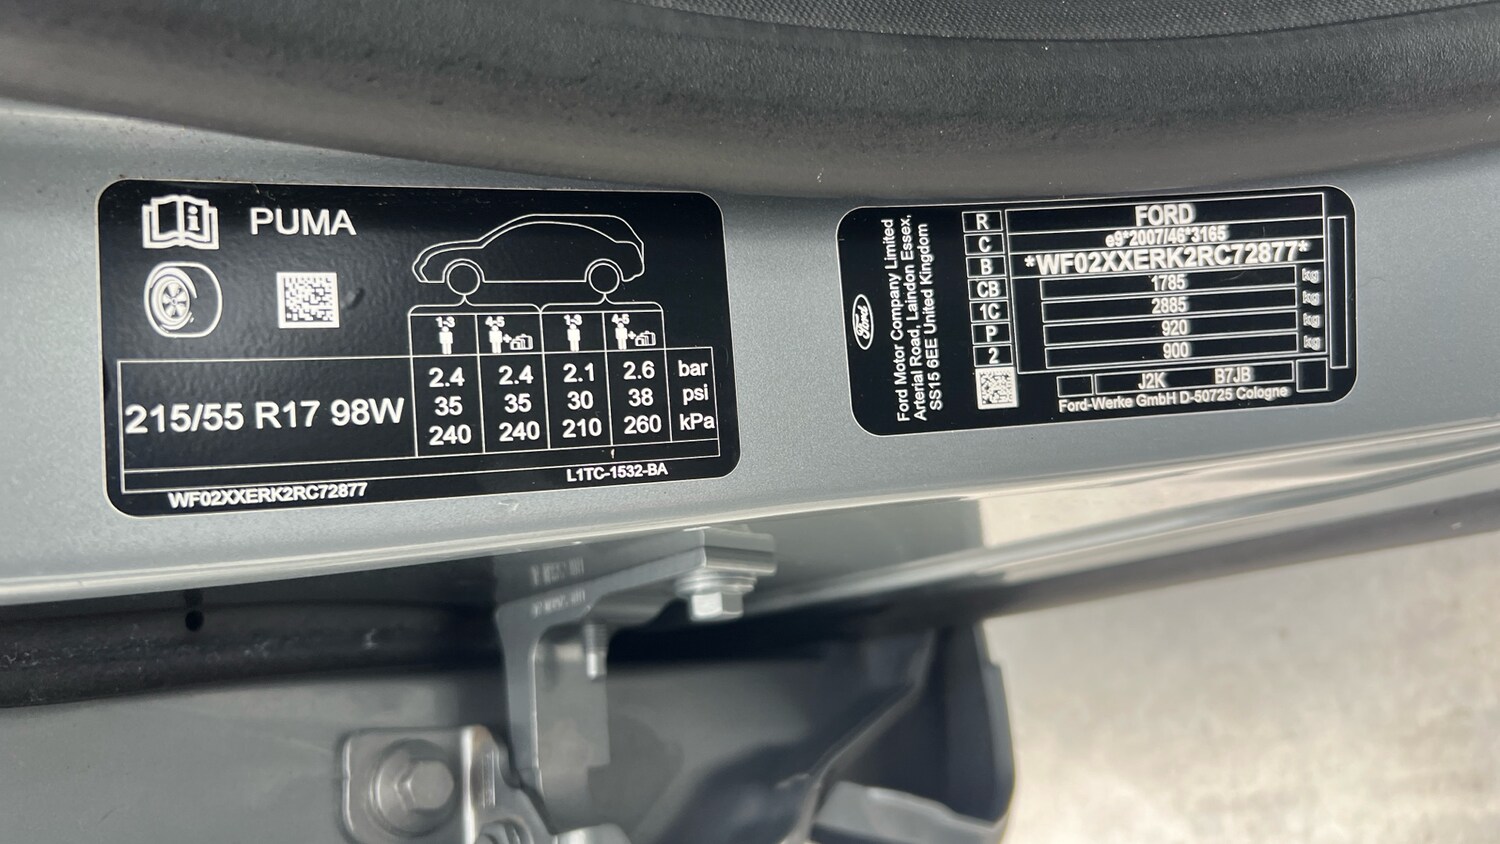 PUMA
1-3 4-5 1-3 4-5
215/55 R17 98W
2.4 2.4 2.1 2.6 bar
35 35 30 38 psi
240 240 210 260 kPa
L1TC-1532-BA
WF02XXERK2RC72877
Ford
Ford Motor Company Limited
Arterial Road, Laindon Essex,
SS15 6EE United Kingdom
R FORD
C e9*2007/46*3165
B *WF02XXERK2RC72877*
CB 1785 kg
1C 2885 kg
P 920 kg
2 900 kg
J2K B7JB
Ford-Werke GmbH D-50725 Cologne